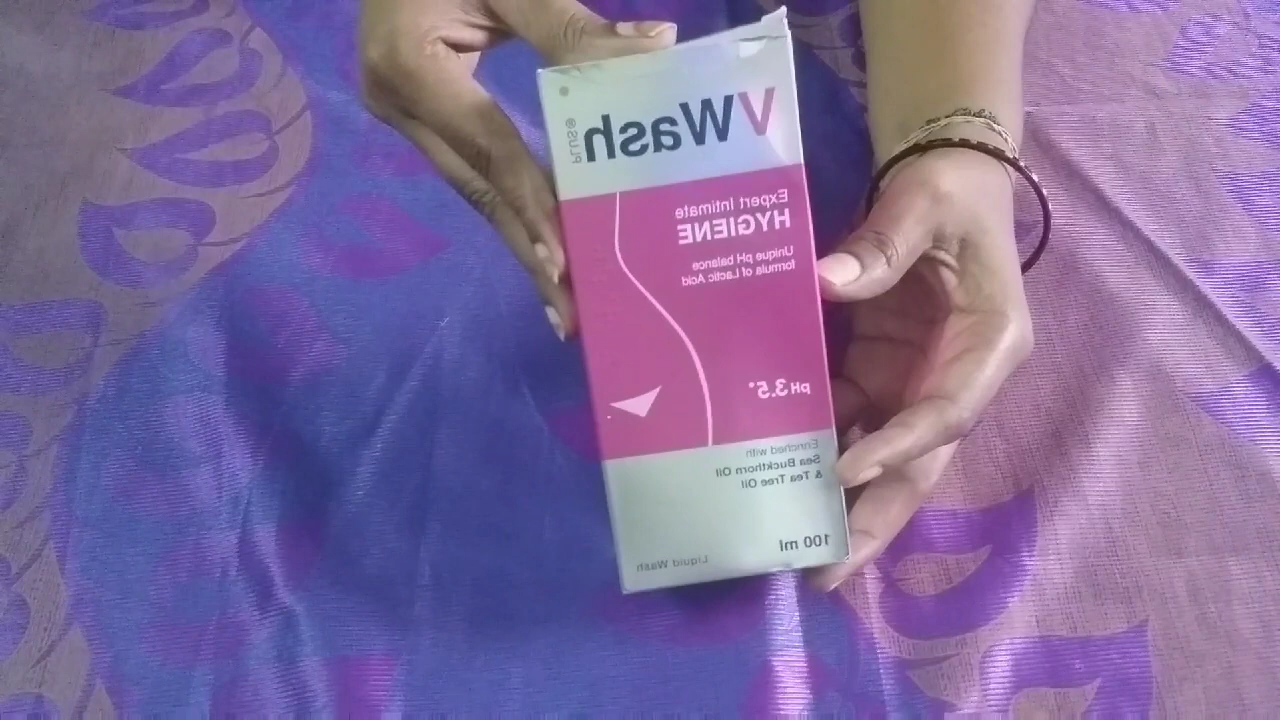 VWash
PLUS®
Expert Intimate
HYGIENE
Unique pH balance
formula of Lactic Acid
pH 3.5*
Enriched with
Sea Buckthorn Oil
& Tea Tree Oil
100 ml
Liquid Wash